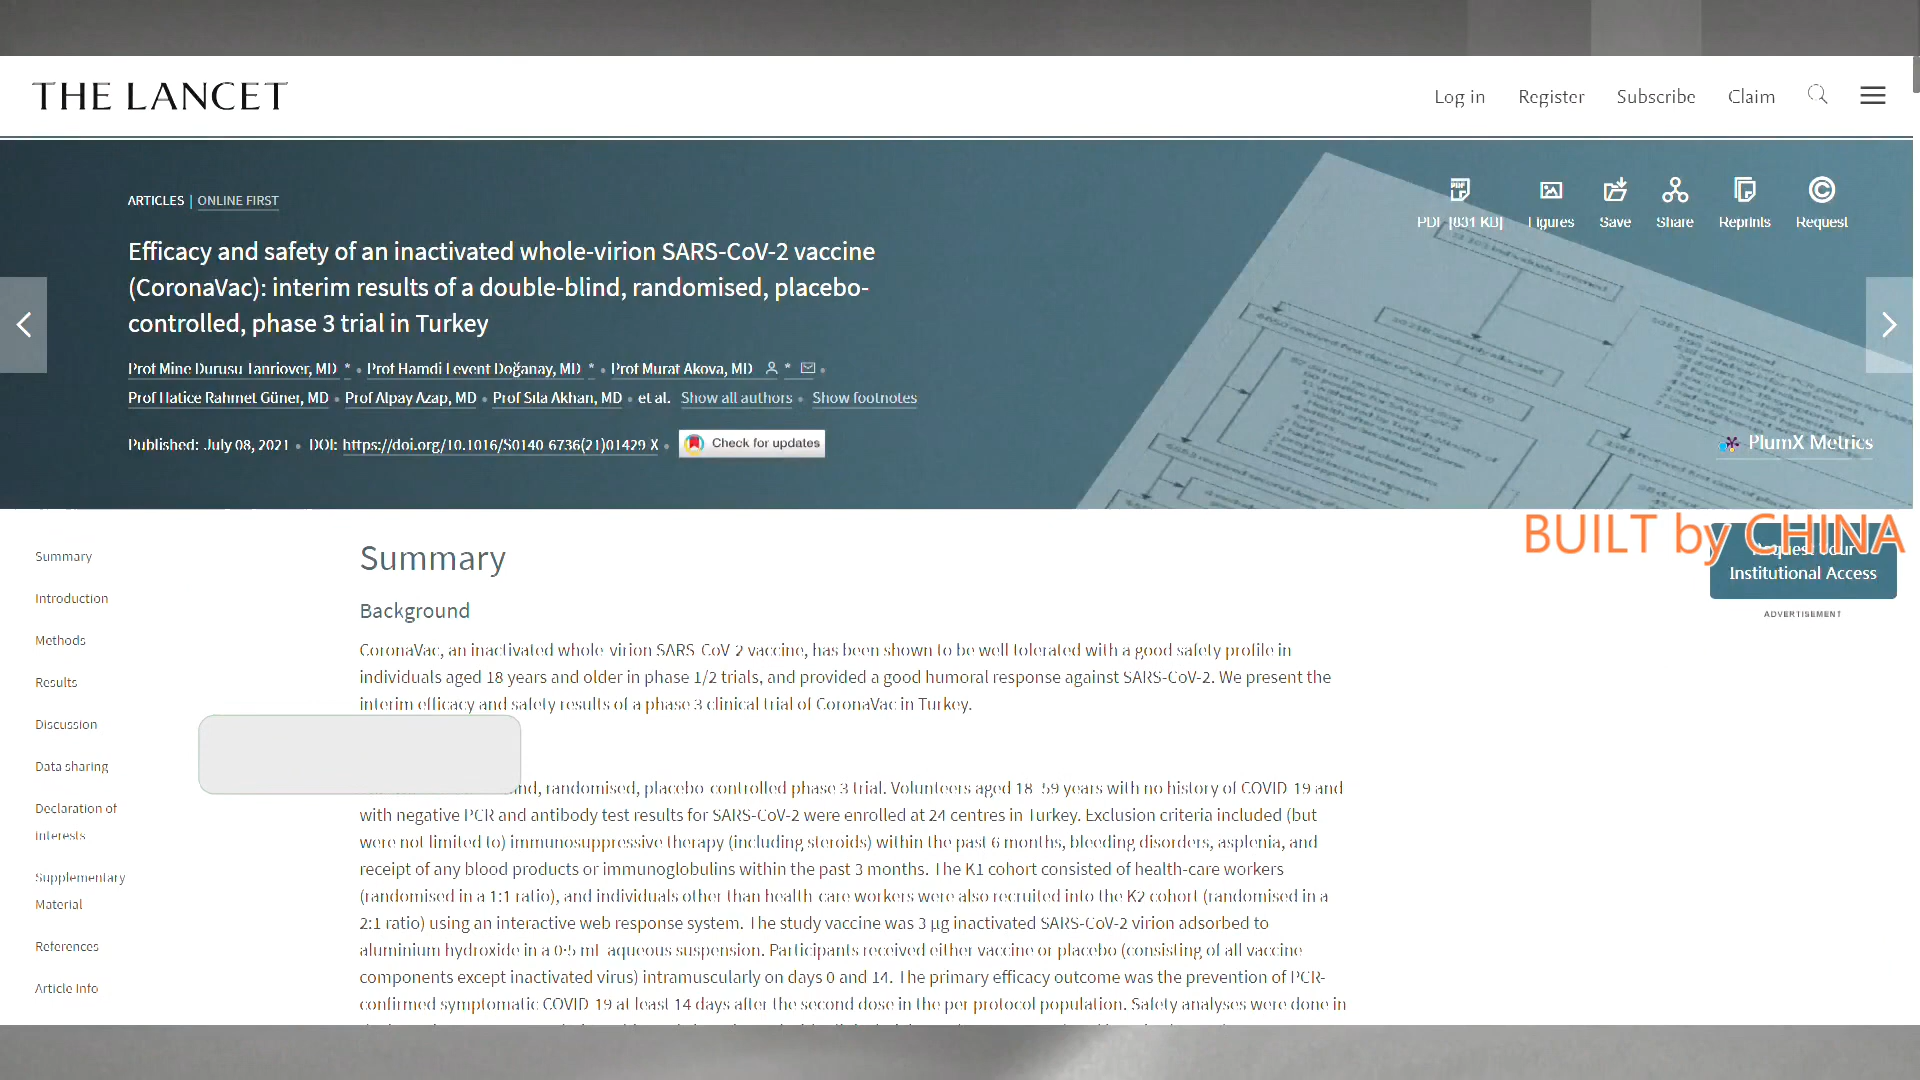 THE LANCET
Log in Register Subscribe Claim
ARTICLES | ONLINE FIRST
PDF [831 KB] Figures Save Share Reprints Request
Efficacy and safety of an inactivated whole-virion SARS-CoV-2 vaccine
(CoronaVac): interim results of a double-blind, randomised, placebo-
controlled, phase 3 trial in Turkey
Prof Mine Durusu Tanriover, MD * • Prof Hamdi Levent Doğanay, MD * • Prof Murat Akova, MD * •
Prof Hatice Rahmet Güner, MD • Prof Alpay Azap, MD • Prof Sıla Akhan, MD • et al. Show all authors • Show footnotes
Published: July 08, 2021 • DOI: https://doi.org/10.1016/S0140-6736(21)01429-X • Check for updates
PlumX Metrics
BUILT by CHINA
Request Your
Institutional Access
ADVERTISEMENT
Summary
Introduction
Methods
Results
Discussion
Data sharing
Declaration of
interests
Supplementary
Material
References
Article Info
Summary
Background
CoronaVac, an inactivated whole-virion SARS-CoV-2 vaccine, has been shown to be well tolerated with a good safety profile in
individuals aged 18 years and older in phase 1/2 trials, and provided a good humoral response against SARS-CoV-2. We present the
interim efficacy and safety results of a phase 3 clinical trial of CoronaVac in Turkey.
randomised, placebo-controlled phase 3 trial. Volunteers aged 18–59 years with no history of COVID-19 and
with negative PCR and antibody test results for SARS-CoV-2 were enrolled at 24 centres in Turkey. Exclusion criteria included (but
were not limited to) immunosuppressive therapy (including steroids) within the past 6 months, bleeding disorders, asplenia, and
receipt of any blood products or immunoglobulins within the past 3 months. The K1 cohort consisted of health-care workers
(randomised in a 1:1 ratio), and individuals other than health-care workers were also recruited into the K2 cohort (randomised in a
2:1 ratio) using an interactive web response system. The study vaccine was 3 μg inactivated SARS-CoV-2 virion adsorbed to
aluminium hydroxide in a 0·5 mL aqueous suspension. Participants received either vaccine or placebo (consisting of all vaccine
components except inactivated virus) intramuscularly on days 0 and 14. The primary efficacy outcome was the prevention of PCR-
confirmed symptomatic COVID-19 at least 14 days after the second dose in the per protocol population. Safety analyses were done in